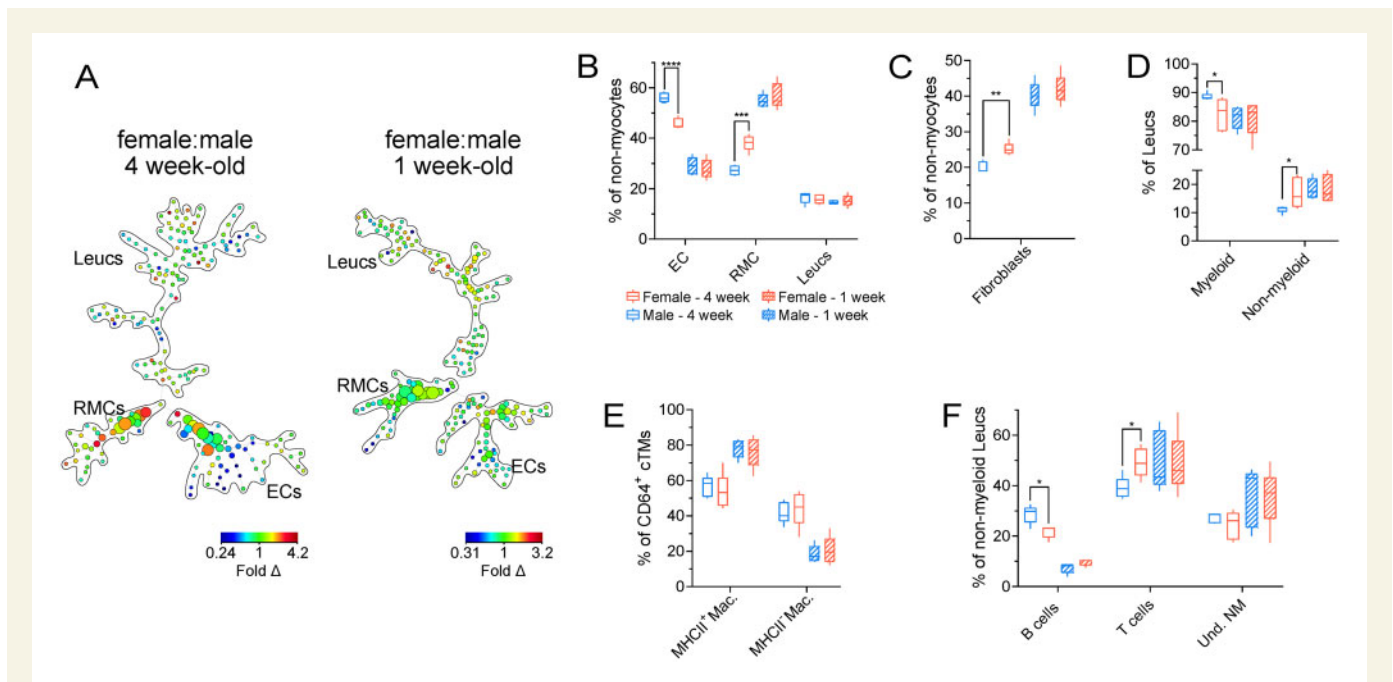 A
female:male
4 week-old
female:male
1 week-old
Leucs
RMCs
ECs
0.24 1 4.2
Fold Δ
Leucs
RMCs
ECs
0.31 1 3.2
Fold Δ
B
% of non-myocytes
60
40
20
0
****
***
EC
RMC
Leucs
Female - 4 week
Female - 1 week
Male - 4 week
Male - 1 week
C
% of non-myocytes
50
40
30
20
10
0
**
Fibroblasts
D
% of Leucs
100
90
80
70
20
10
0
*
*
Myeloid
Non-myeloid
E
% of CD64+ cTMs
100
80
60
40
20
0
MHCII+Mac.
MHCII-Mac.
F
% of non-myeloid Leucs
60
40
20
0
*
*
B cells
T cells
Und. NM